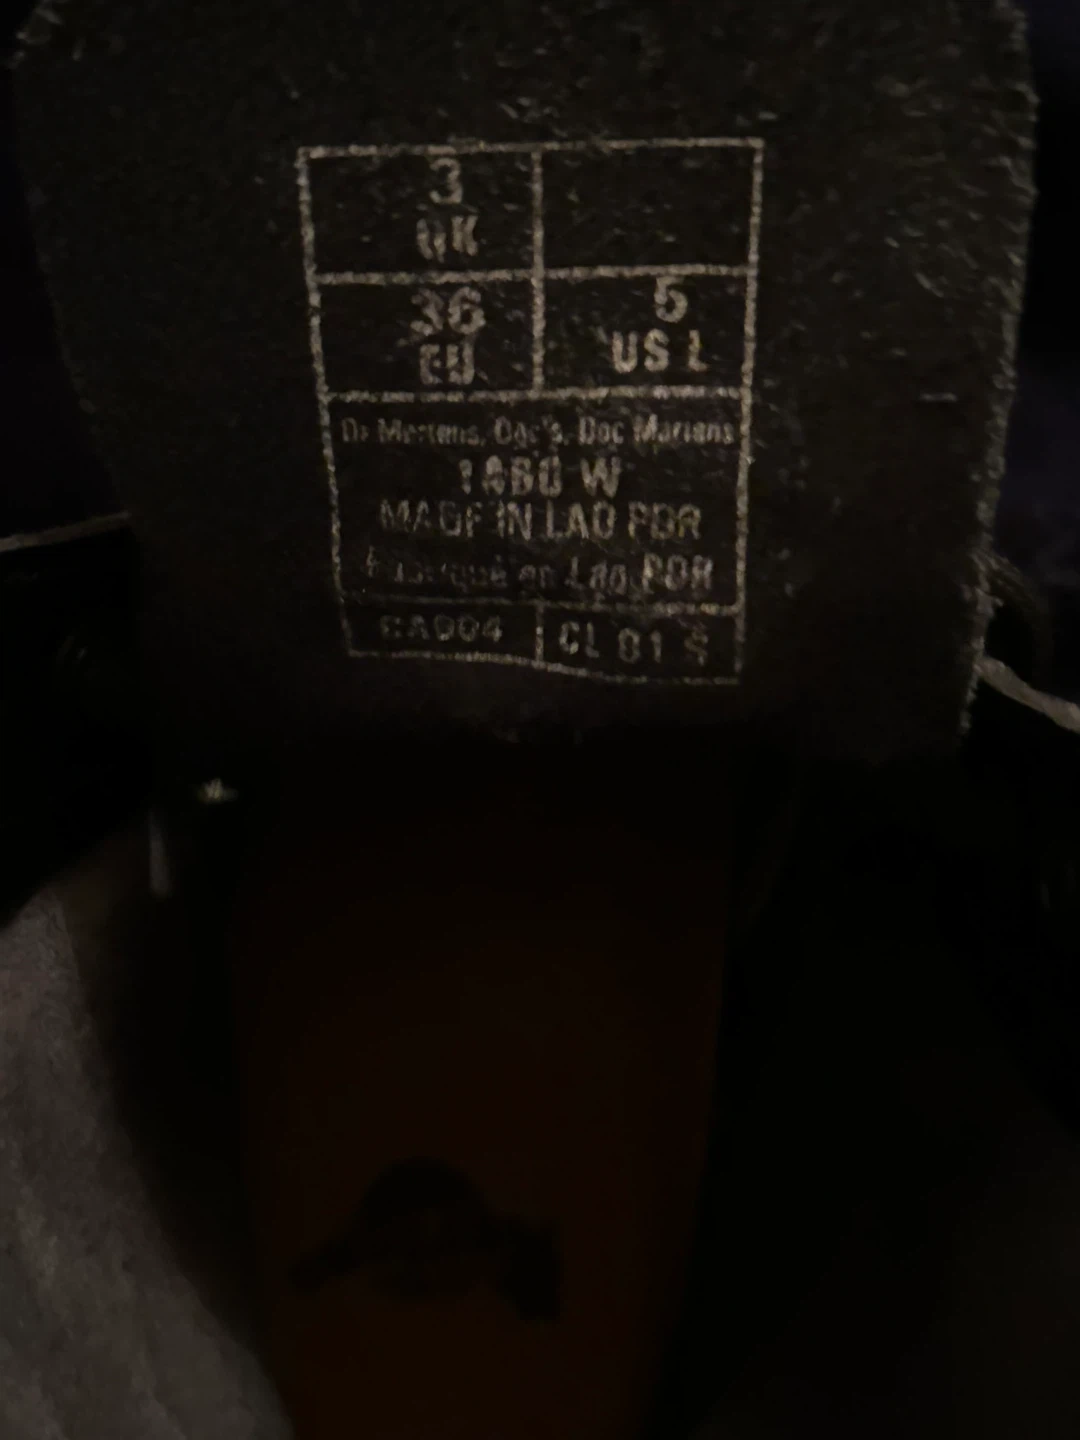 3
UK
36
EU
5
US L
Dr Martens, Doc's, Doc Martens
1460 W
MADE IN LAO PDR
en Lao PDR
CL 01